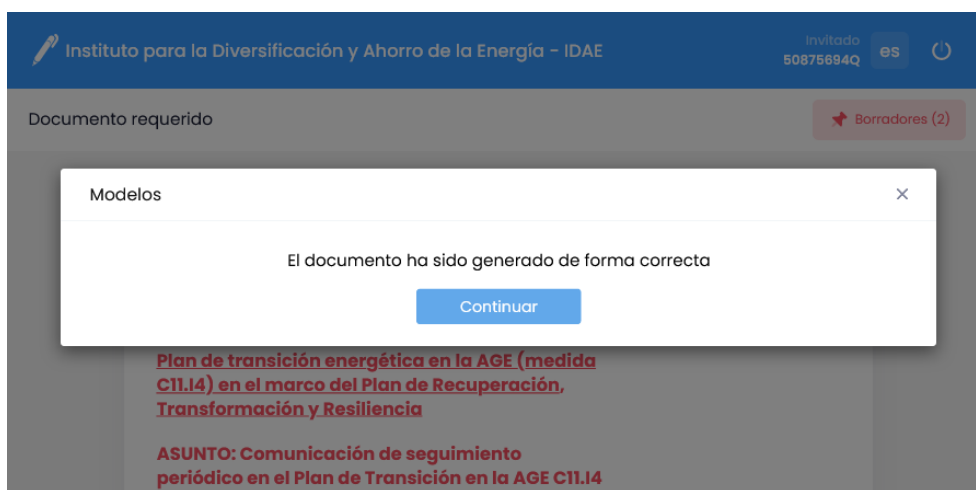 Instituto para la Diversificación y Ahorro de la Energía - IDAE
Invitado
50875694Q
es
Documento requerido
Borradores (2)
Modelos
El documento ha sido generado de forma correcta
Continuar
Plan de transición energética en la AGE (medida
C11.I4) en el marco del Plan de Recuperación,
Transformación y Resiliencia
ASUNTO: Comunicación de seguimiento
periódico en el Plan de Transición en la AGE C11.I4